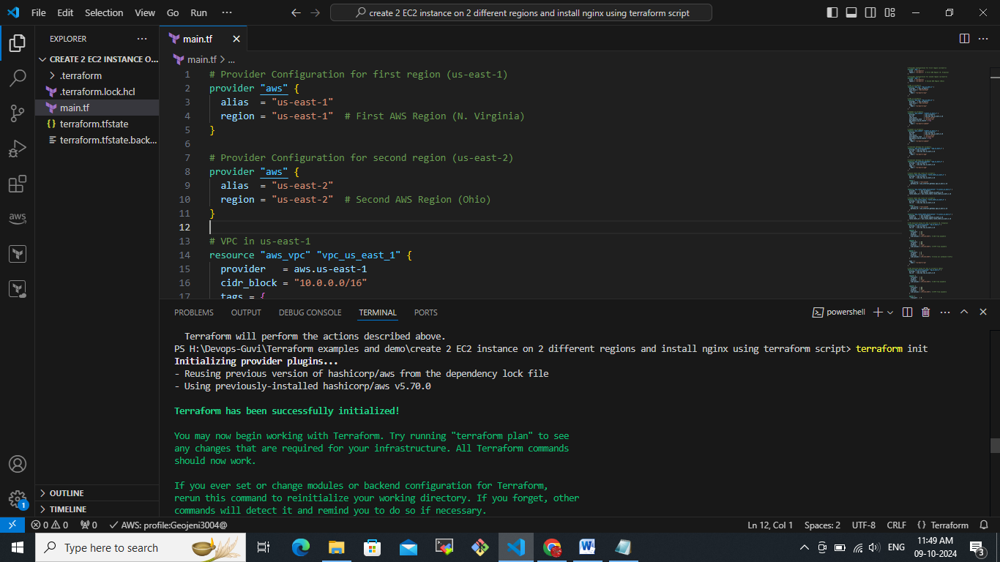 File Edit Selection View Go Run ···
create 2 EC2 instance on 2 different regions and install nginx using terraform script
EXPLORER ···
CREATE 2 EC2 INSTANCE O...
.terraform
.terraform.lock.hcl
main.tf
{} terraform.tfstate
terraform.tfstate.back...
OUTLINE
TIMELINE
aws
1
main.tf
main.tf > ...
1 # Provider Configuration for first region (us-east-1)
2 provider "aws" {
3 alias = "us-east-1"
4 region = "us-east-1" # First AWS Region (N. Virginia)
5 }
6
7 # Provider Configuration for second region (us-east-2)
8 provider "aws" {
9 alias = "us-east-2"
10 region = "us-east-2" # Second AWS Region (Ohio)
11 }
12
13 # VPC in us-east-1
14 resource "aws_vpc" "vpc_us_east_1" {
15 provider = aws.us-east-1
16 cidr_block = "10.0.0.0/16"
17 tags = {
PROBLEMS OUTPUT DEBUG CONSOLE TERMINAL PORTS
powershell
Terraform will perform the actions described above.
PS H:\Devops-Guvi\Terraform examples and demo\create 2 EC2 instance on 2 different regions and install nginx using terraform script> terraform init
Initializing provider plugins...
- Reusing previous version of hashicorp/aws from the dependency lock file
- Using previously-installed hashicorp/aws v5.70.0
Terraform has been successfully initialized!
You may now begin working with Terraform. Try running "terraform plan" to see
any changes that are required for your infrastructure. All Terraform commands
should now work.
If you ever set or change modules or backend configuration for Terraform,
rerun this command to reinitialize your working directory. If you forget, other
commands will detect it and remind you to do so if necessary.
0 0 0 AWS: profile:Geojeni3004@ Ln 12, Col 1 Spaces: 2 UTF-8 CRLF {} Terraform
Type here to search
ENG
11:49 AM
09-10-2024
3